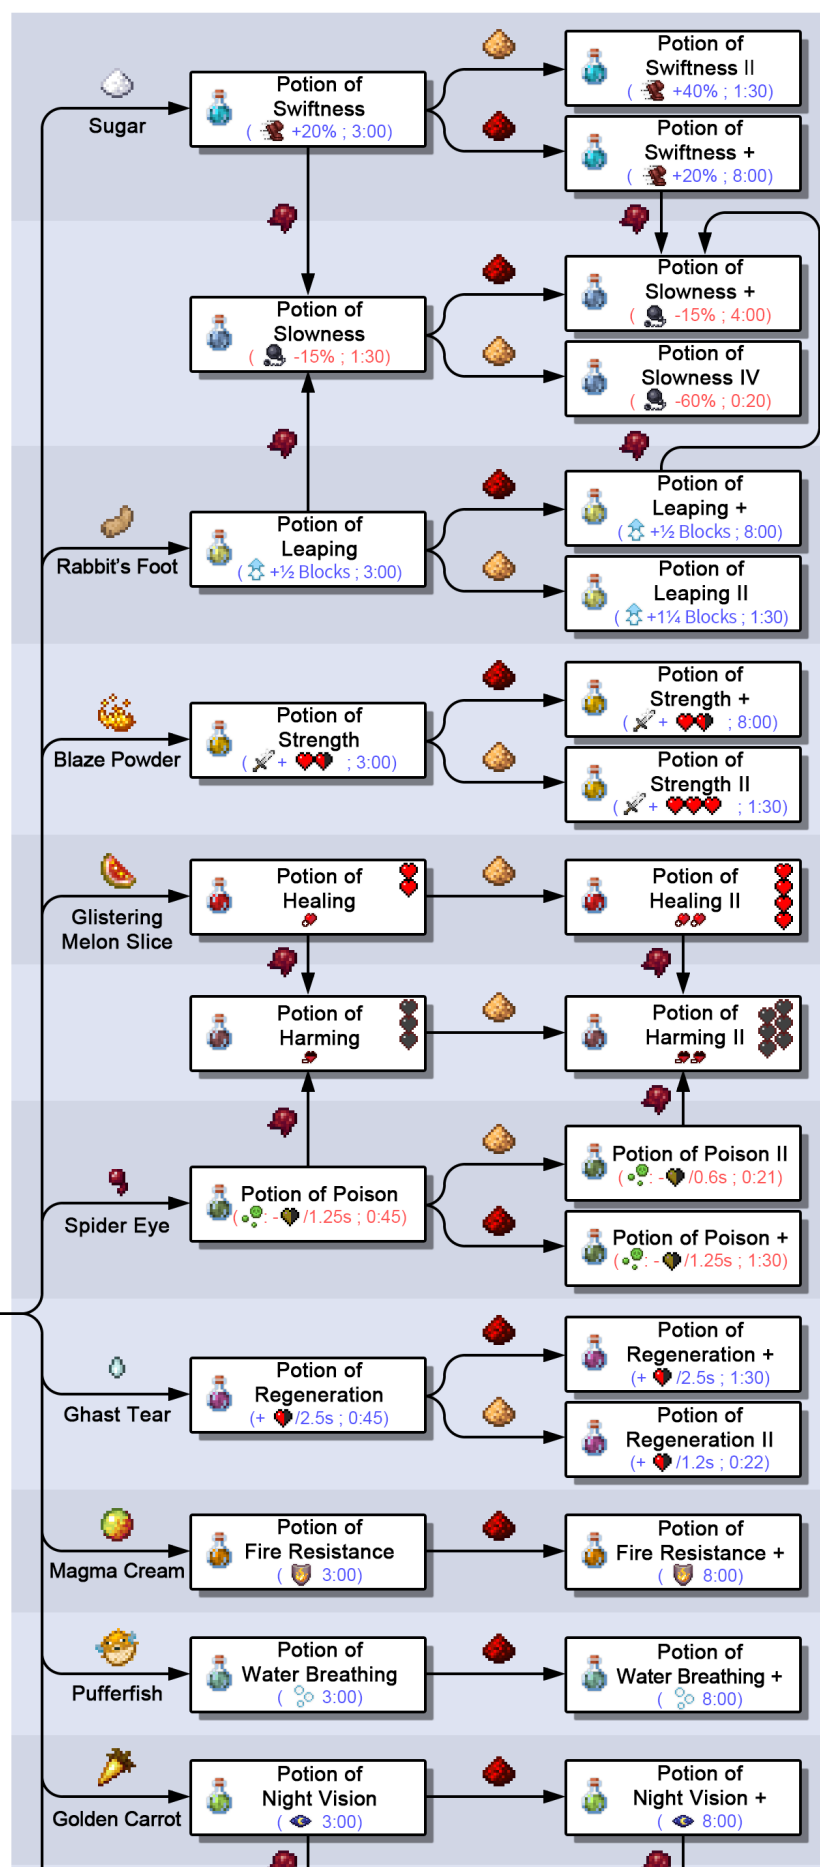 Sugar
Potion of
Swiftness
( +20% ; 3:00)
Potion of
Swiftness II
( +40% ; 1:30)
Potion of
Swiftness +
( +20% ; 8:00)
Potion of
Slowness
( -15% ; 1:30)
Potion of
Slowness +
( -15% ; 4:00)
Potion of
Slowness IV
( -60% ; 0:20)
Rabbit's Foot
Potion of
Leaping
( +½ Blocks ; 3:00)
Potion of
Leaping +
( +½ Blocks ; 8:00)
Potion of
Leaping II
( +1¼ Blocks ; 1:30)
Blaze Powder
Potion of
Strength
( + ; 3:00)
Potion of
Strength +
( + ; 8:00)
Potion of
Strength II
( + ; 1:30)
Glistering
Melon Slice
Potion of
Healing
Potion of
Healing II
Potion of
Harming
Potion of
Harming II
Spider Eye
Potion of Poison
( : - /1.25s ; 0:45)
Potion of Poison II
( : - /0.6s ; 0:21)
Potion of Poison +
( : - /1.25s ; 1:30)
Ghast Tear
Potion of
Regeneration
(+ /2.5s ; 0:45)
Potion of
Regeneration +
(+ /2.5s ; 1:30)
Potion of
Regeneration II
(+ /1.2s ; 0:22)
Magma Cream
Potion of
Fire Resistance
( 3:00)
Potion of
Fire Resistance +
( 8:00)
Pufferfish
Potion of
Water Breathing
( 3:00)
Potion of
Water Breathing +
( 8:00)
Golden Carrot
Potion of
Night Vision
( 3:00)
Potion of
Night Vision +
( 8:00)